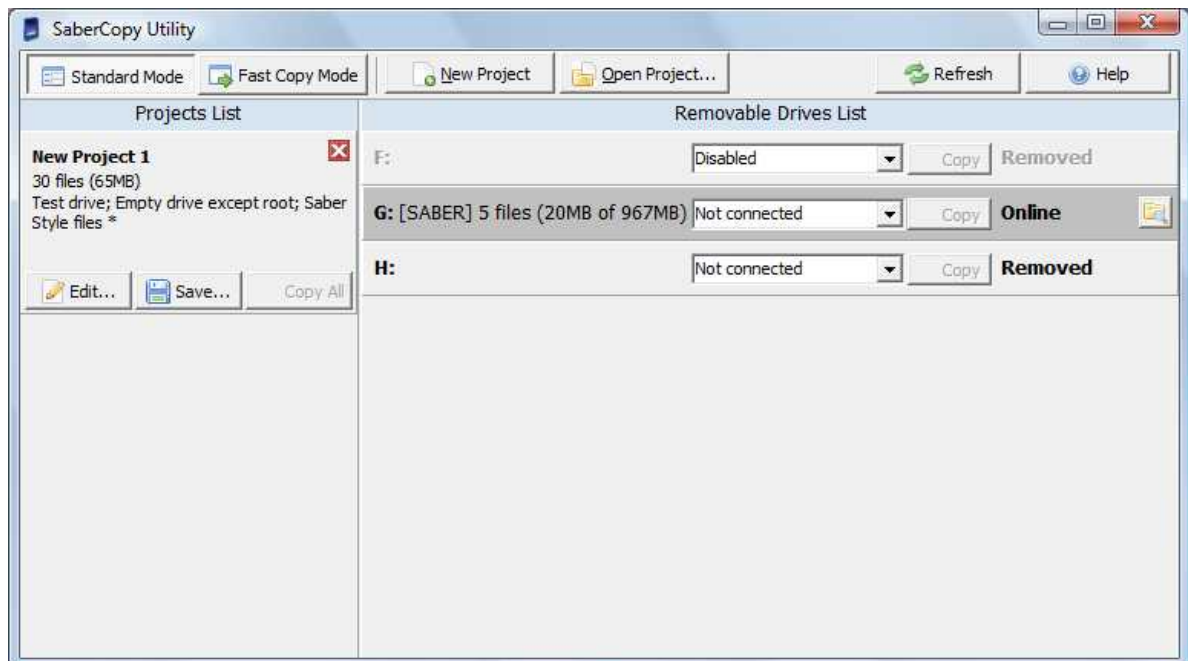 SaberCopy Utility
Standard Mode Fast Copy Mode New Project Open Project... Refresh Help
Projects List Removable Drives List
New Project 1
30 files (65MB)
Test drive; Empty drive except root; Saber
Style files *
Edit... Save... Copy All
F: Disabled Copy Removed
G: [SABER] 5 files (20MB of 967MB) Not connected Copy Online
H: Not connected Copy Removed